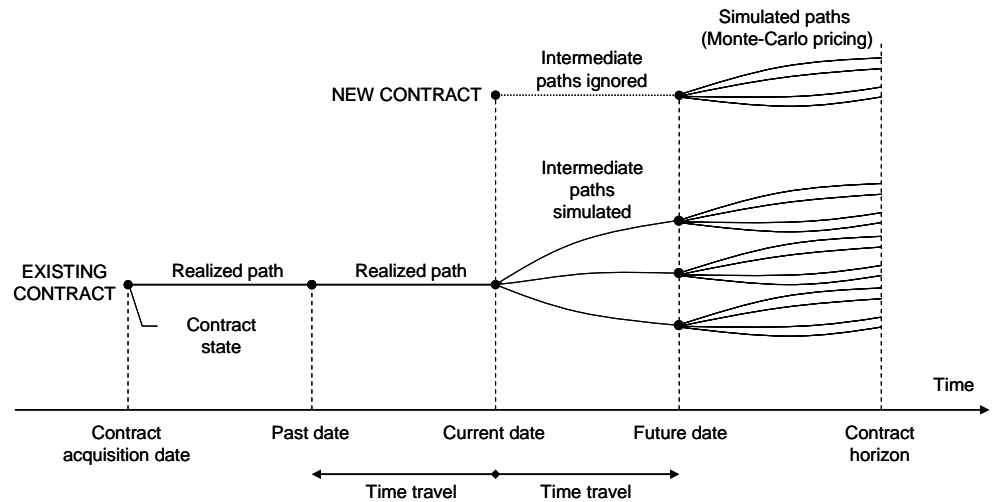 Simulated paths
(Monte-Carlo pricing)
Intermediate
paths ignored
NEW CONTRACT
Intermediate
paths
simulated
EXISTING
CONTRACT
Realized path
Realized path
Contract
state
Time
Contract
acquisition date
Past date
Current date
Future date
Contract
horizon
Time travel
Time travel